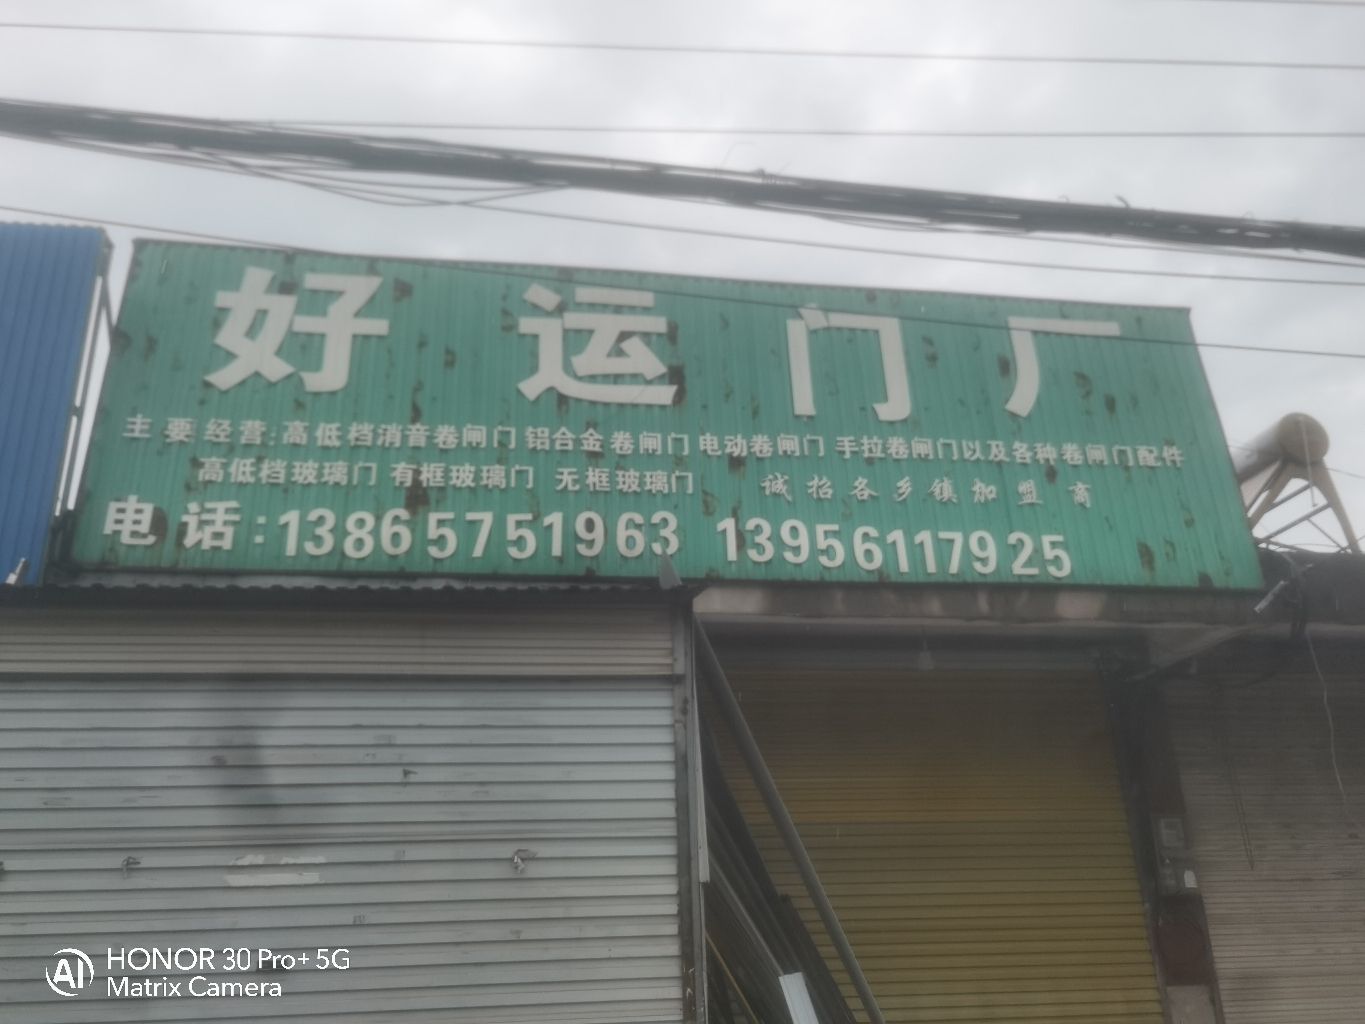 好运门厂
主要经营:高低档消音卷闸门 铝合金卷闸门 电动卷闸门 手拉卷闸门以及各种卷闸门配件
高低档玻璃门 有框玻璃门 无框玻璃门 诚招各乡镇加盟商
电话:13865751963 13956117925
HONOR 30 Pro+ 5G
Matrix Camera